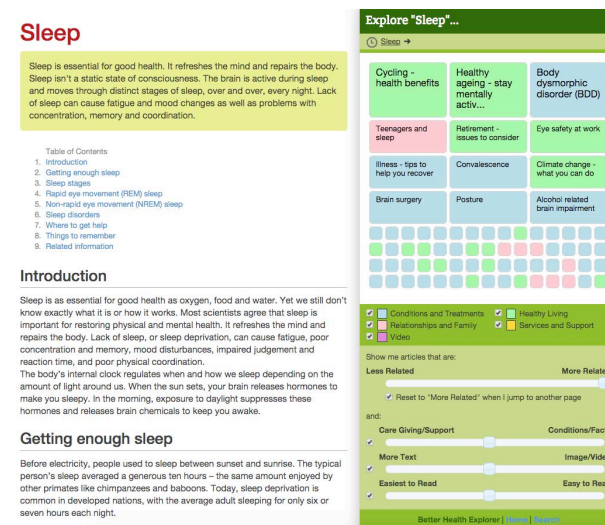 Sleep
Sleep is essential for good health. It refreshes the mind and repairs the body.
Sleep isn't a static state of consciousness. The brain is active during sleep
and moves through distinct stages of sleep, over and over, every night. Lack
of sleep can cause fatigue and mood changes as well as problems with
concentration, memory and coordination.
Table of Contents
1. Introduction
2. Getting enough sleep
3. Sleep stages
4. Rapid eye movement (REM) sleep
5. Non-rapid eye movement (NREM) sleep
6. Sleep disorders
7. Where to get help
8. Things to remember
9. Related information
Introduction
Sleep is as essential for good health as oxygen, food and water. Yet we still don't
know exactly what it is or how it works. Most scientists agree that sleep is
important for restoring physical and mental health. It refreshes the mind and
repairs the body. Lack of sleep, or sleep deprivation, can cause fatigue, poor
concentration and memory, mood disturbances, impaired judgement and
reaction time, and poor physical coordination.
The body's internal clock regulates when and how we sleep depending on the
amount of light around us. When the sun sets, your brain releases hormones to
make you sleepy. In the morning, exposure to daylight suppresses these
hormones and releases brain chemicals to keep you awake.
Getting enough sleep
Before electricity, people used to sleep between sunset and sunrise. The typical
person's sleep averaged a generous ten hours – the same amount enjoyed by
other primates like chimpanzees and baboons. Today, sleep deprivation is
common in developed nations, with the average adult sleeping for only six or
seven hours each night.
Explore "Sleep"...
Sleep ➔
Cycling -
health benefits
Healthy
ageing - stay
mentally
activ...
Body
dysmorphic
disorder (BDD)
Teenagers and
sleep
Retirement -
issues to consider
Eye safety at work
Illness - tips to
help you recover
Convalescence
Climate change -
what you can do
Brain surgery
Posture
Alcohol related
brain impairment
Conditions and Treatments
Healthy Living
Relationships and Family
Services and Support
Video
Show me articles that are:
Less Related More Relate
Reset to "More Related" when I jump to another page
and:
Care Giving/Support Conditions/Fac
More Text Image/Vide
Easiest to Read Easy to Rea
Better Health Explorer | Home | Search